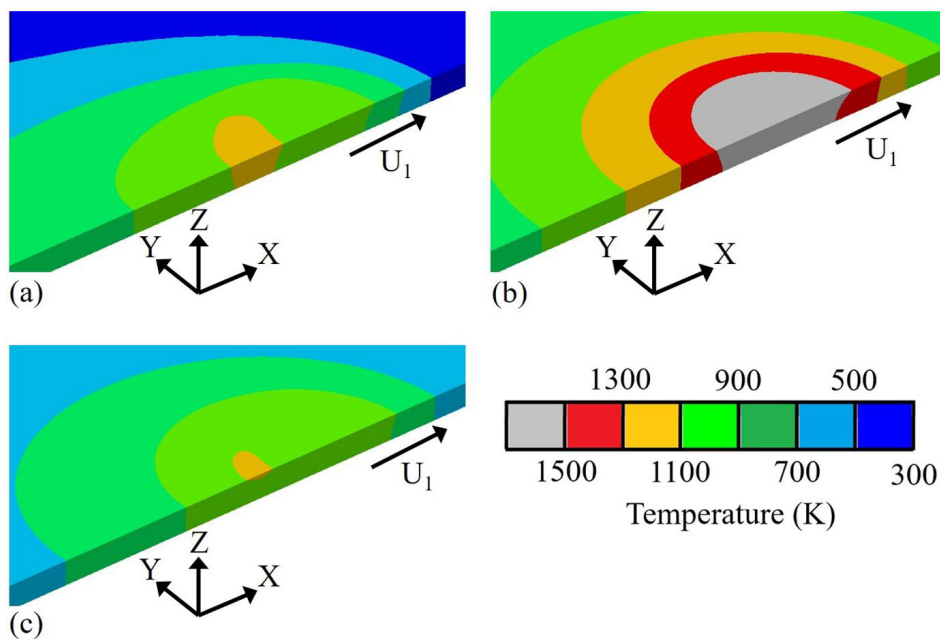 U1
Z
Y
X
(a)
U1
Z
Y
X
(b)
U1
Z
Y
X
(c)
1300 900 500
1500 1100 700 300
Temperature (K)